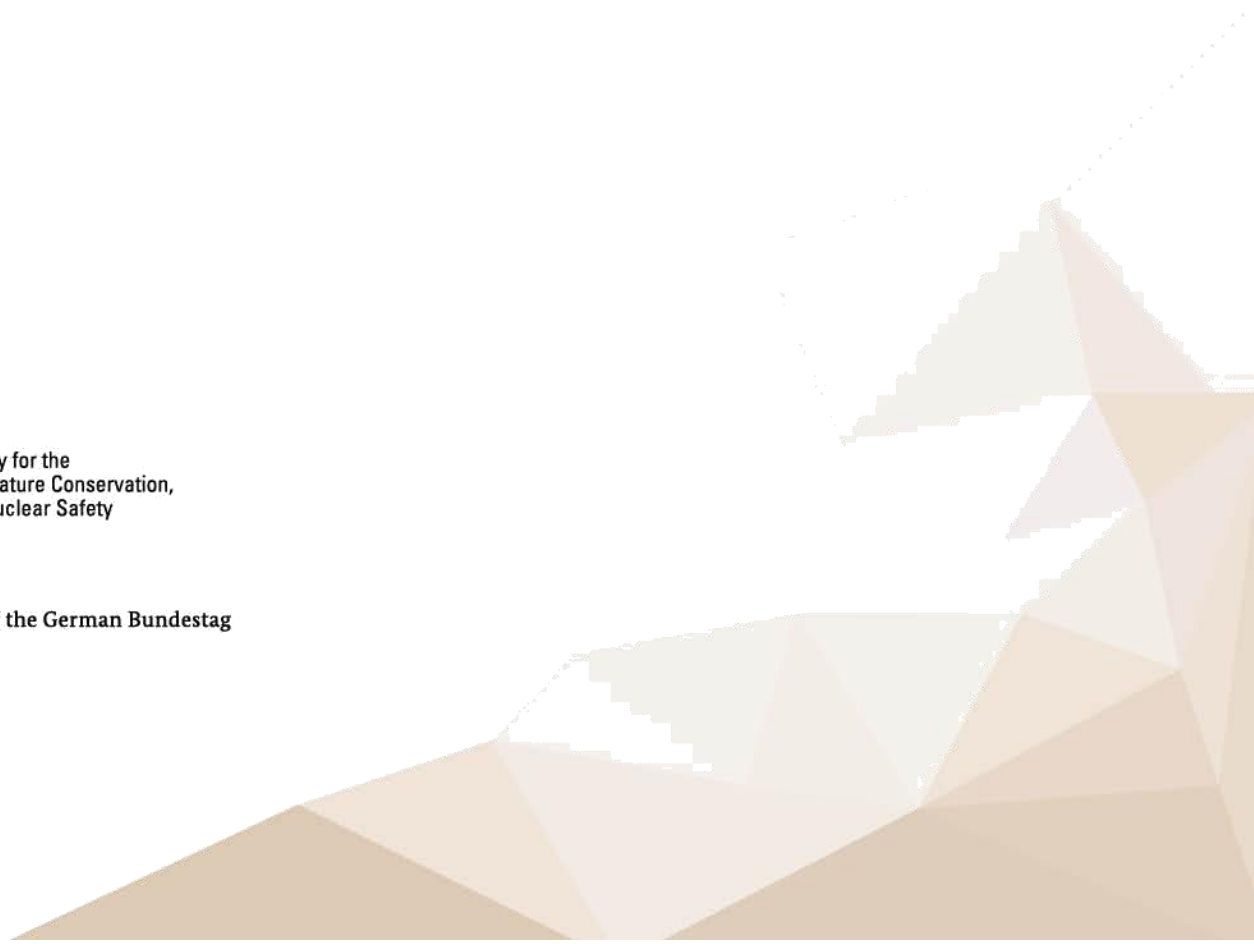 y for the
ature Conservation,
uclear Safety
the German Bundestag